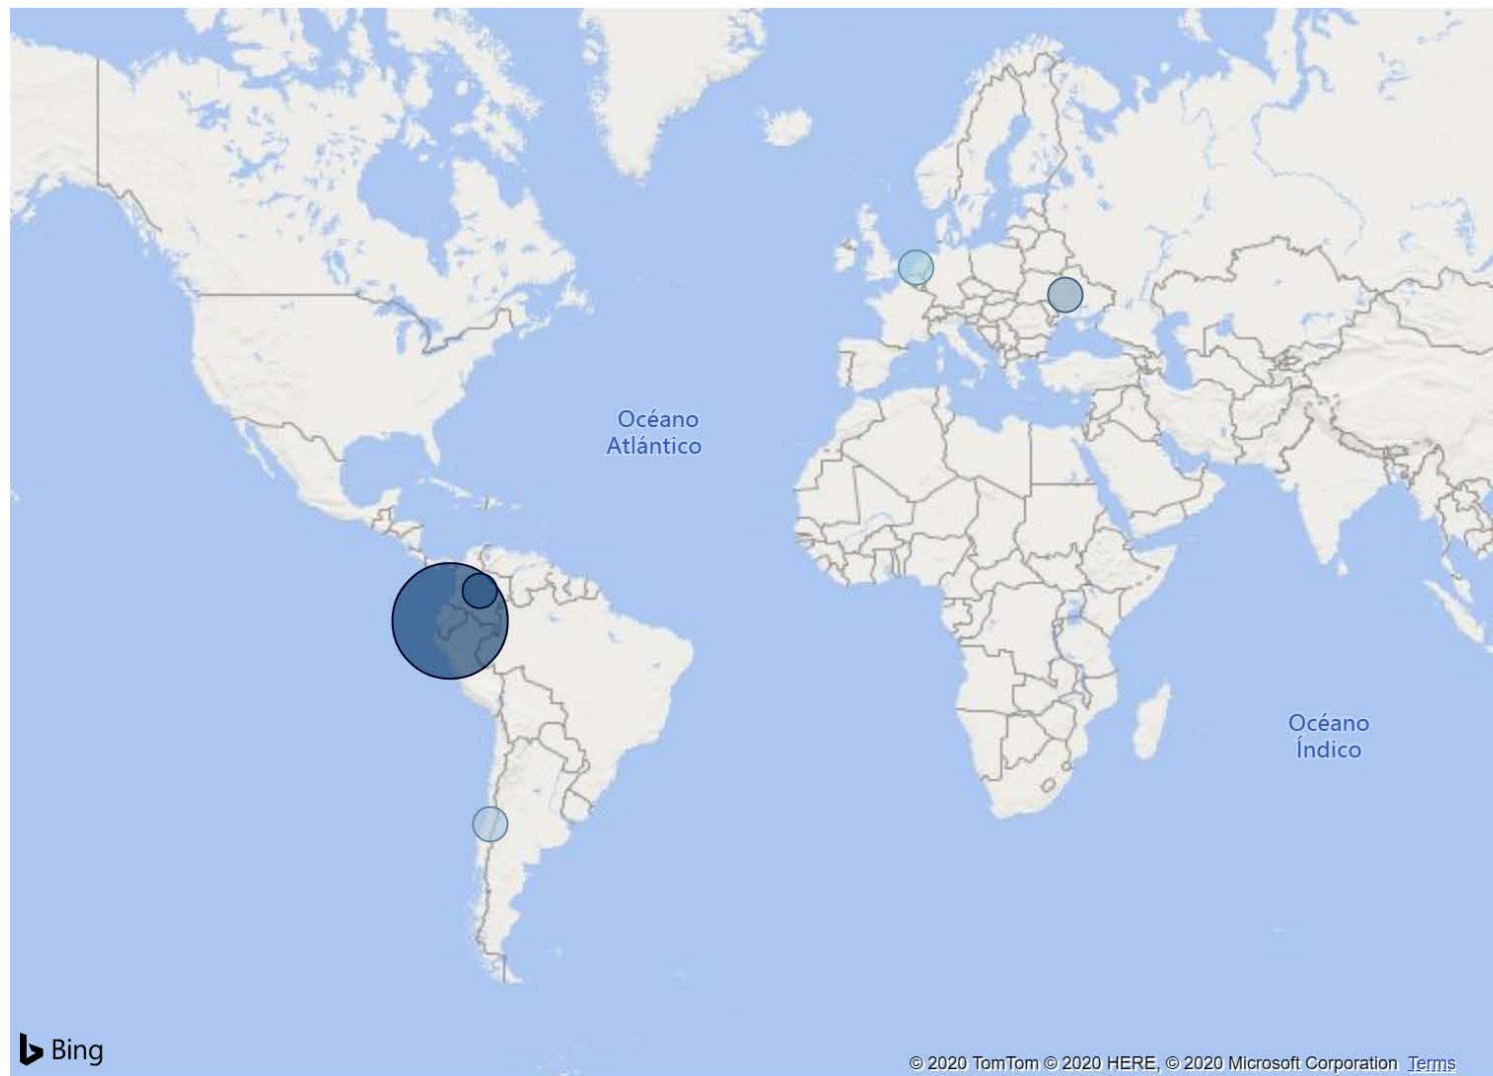 Océano
Atlántico
Océano
Índico
Bing
© 2020 TomTom © 2020 HERE, © 2020 Microsoft Corporation Terms